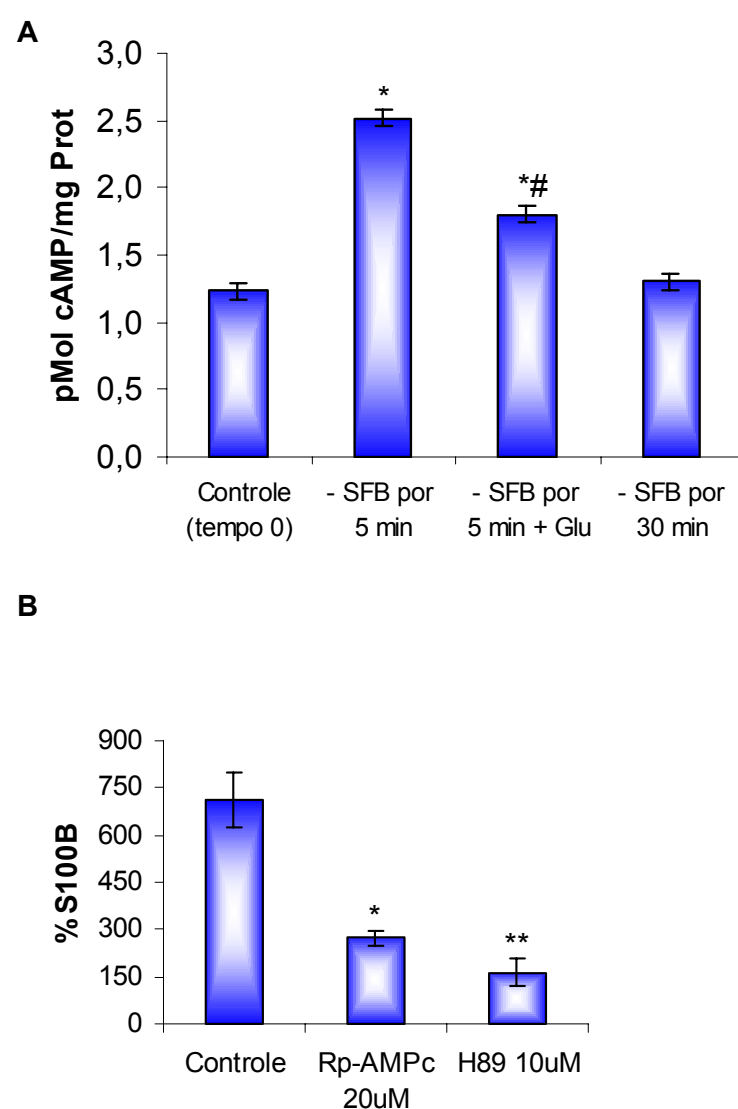 A
pMol cAMP/mg Prot
3,0
2,5
2,0
1,5
1,0
0,5
0,0
*
*#
Controle
(tempo 0)
- SFB por
5 min
- SFB por
5 min + Glu
- SFB por
30 min
B
%S100B
900
750
600
450
300
150
0
*
**
Controle
Rp-AMPc
20uM
H89 10uM